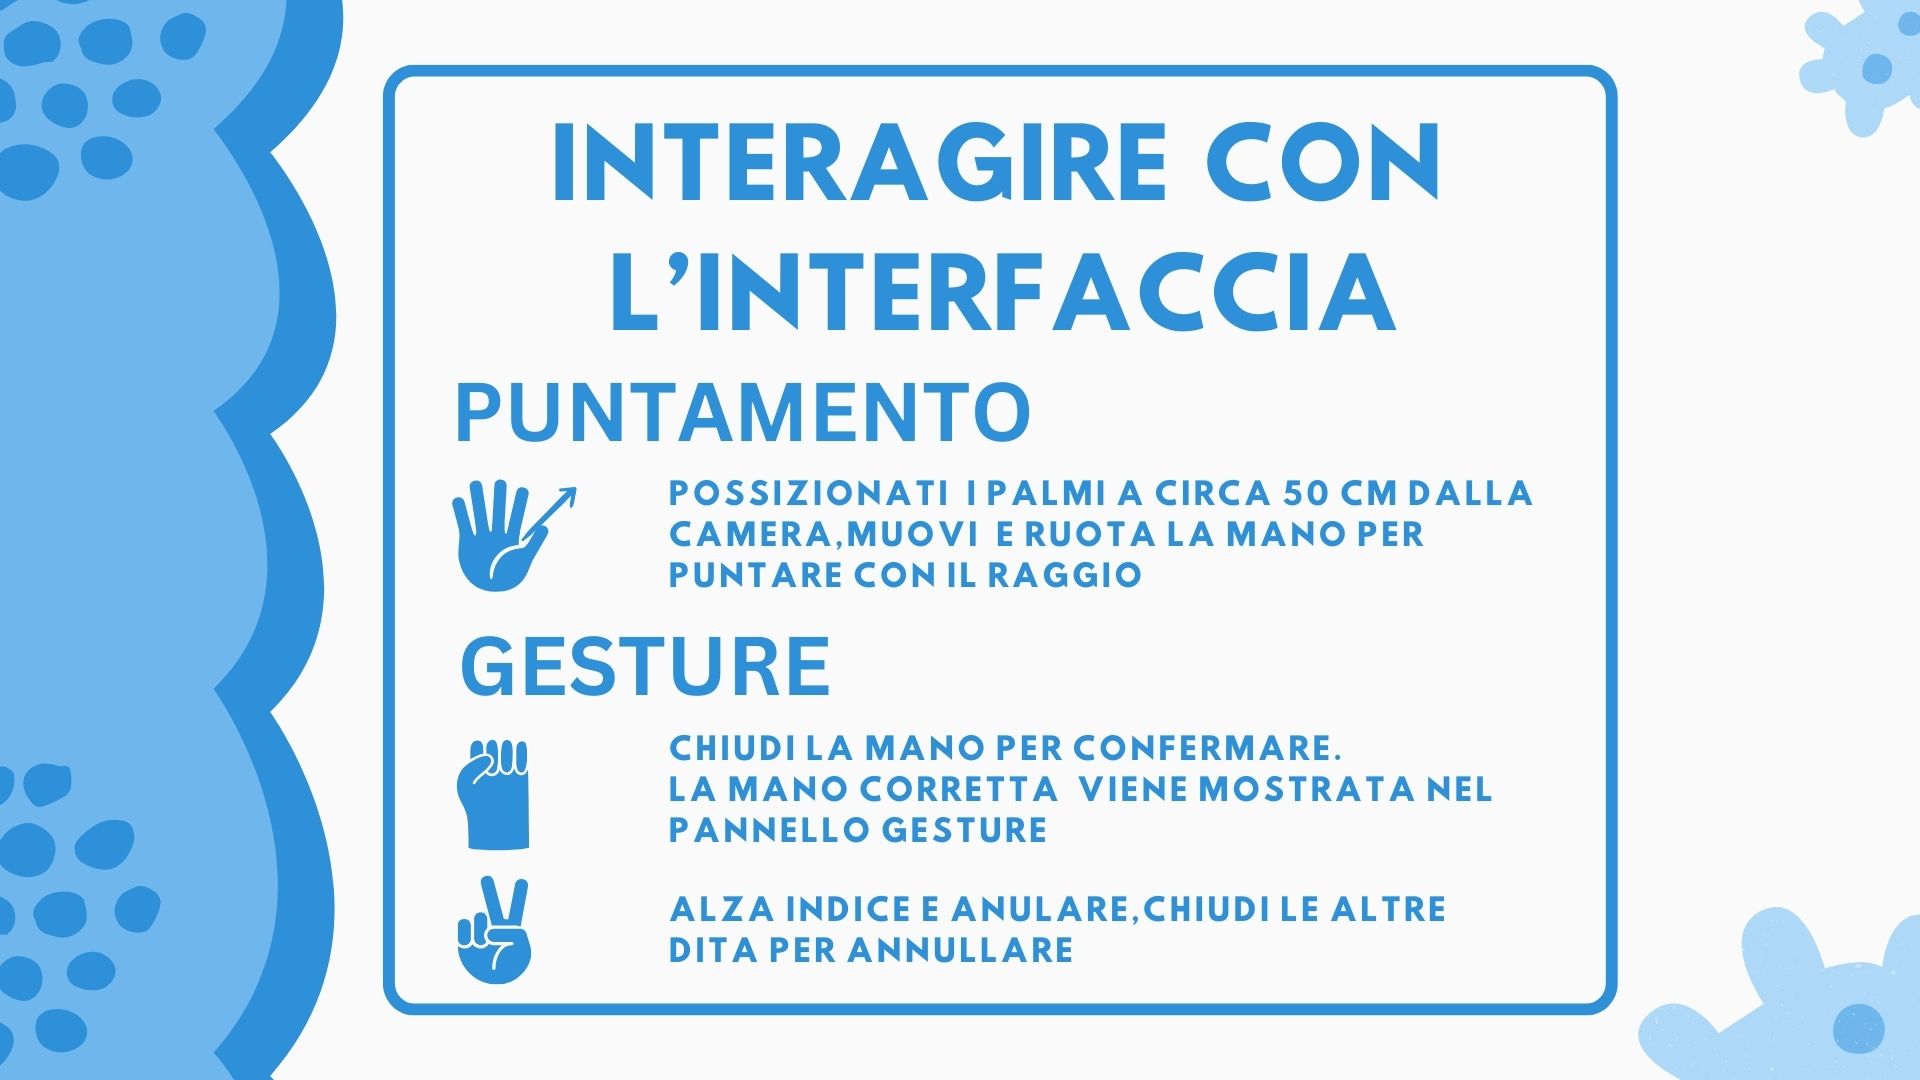 INTERAGIRE CON
L’INTERFACCIA
PUNTAMENTO
POSSIZIONATI I PALMI A CIRCA 50 CM DALLA
CAMERA,MUOVI E RUOTA LA MANO PER
PUNTARE CON IL RAGGIO
GESTURE
CHIUDI LA MANO PER CONFERMARE.
LA MANO CORRETTA VIENE MOSTRATA NEL
PANNELLO GESTURE
ALZA INDICE E ANULARE,CHIUDI LE ALTRE
DITA PER ANNULLARE